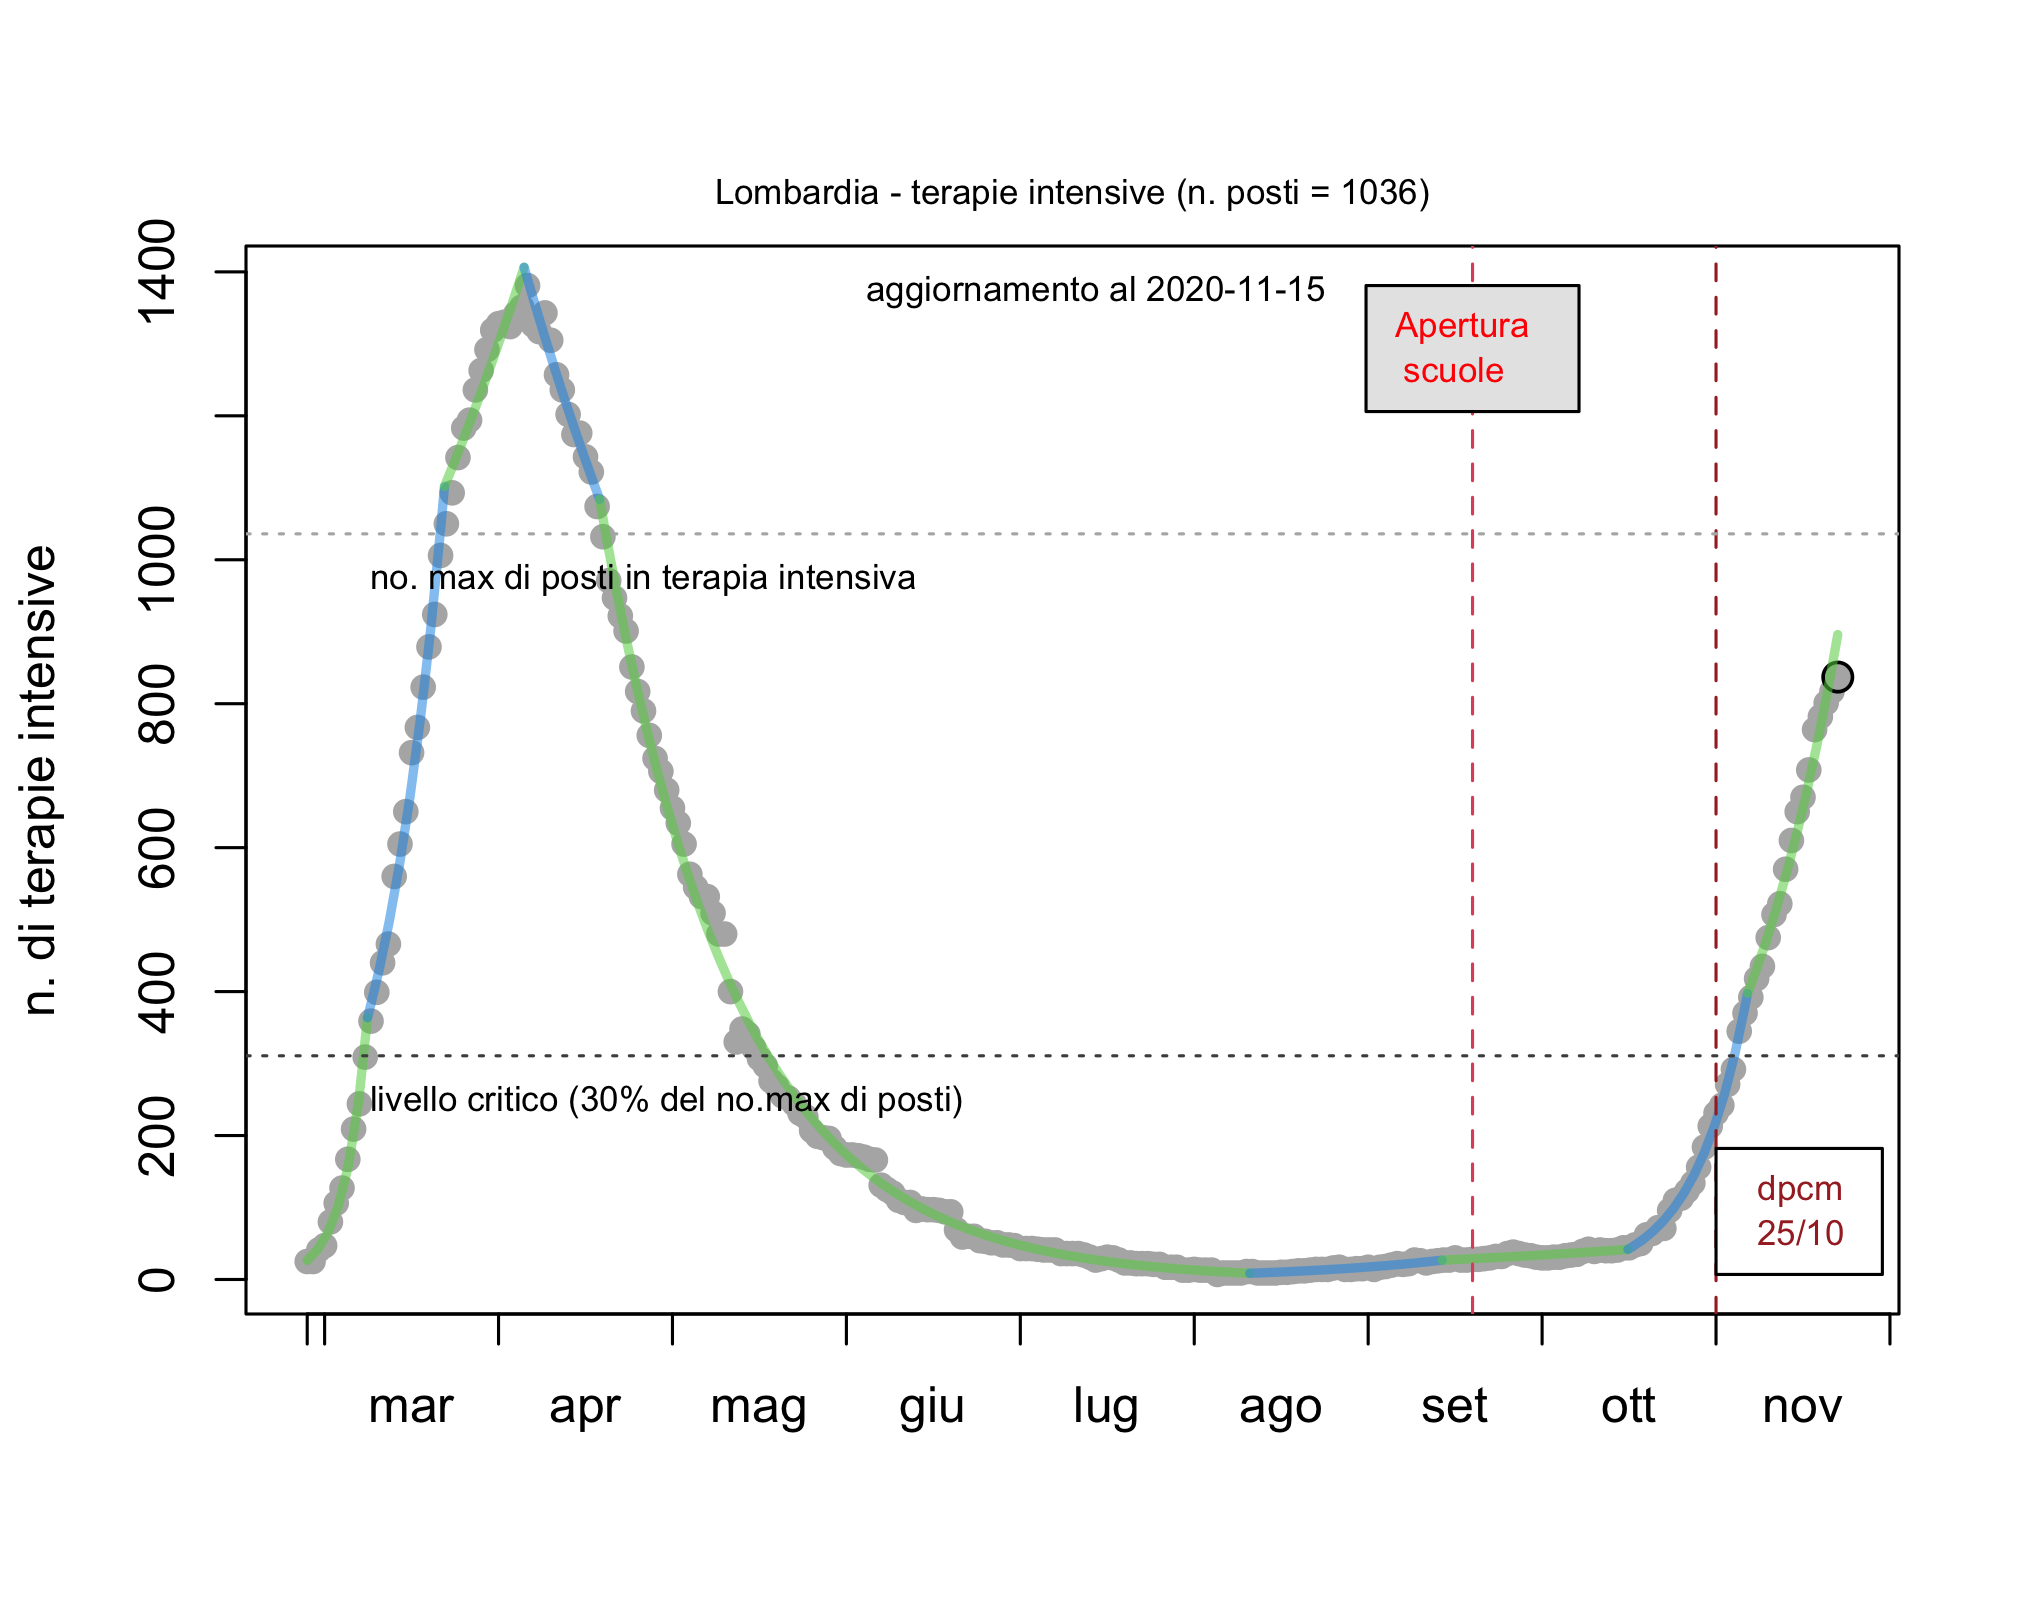 Lombardia - terapie intensive (n. posti = 1036)
aggiornamento al 2020-11-15
Apertura
scuole
no. max di posti in terapia intensiva
livello critico (30% del no.max di posti)
dpcm
25/10
n. di terapie intensive
1400
1000
800
600
400
200
0
mar apr mag giu lug ago set ott nov